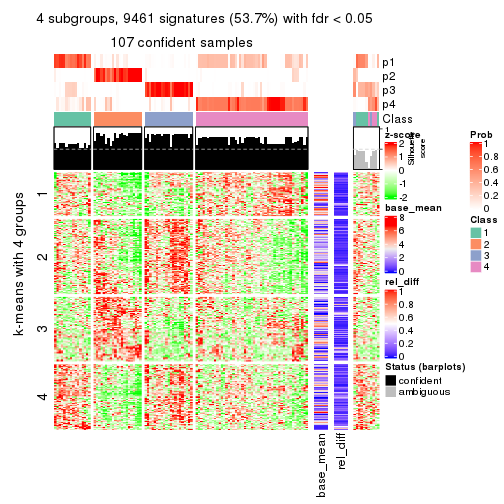 4 subgroups, 9461 signatures (53.7%) with fdr < 0.05
107 confident samples
p1
p2
p3
p4
Class
1
Silhouette
score
k-means with 4 groups
1
2
3
4
base_mean
rel_diff
z-score
2
1
0
-1
-2
base_mean
8
6
4
2
0
rel_diff
1
0.8
0.6
0.4
0.2
0
Status (barplots)
confident
ambiguous
Prob
1
0.8
0.6
0.4
0.2
0
Class
1
2
3
4